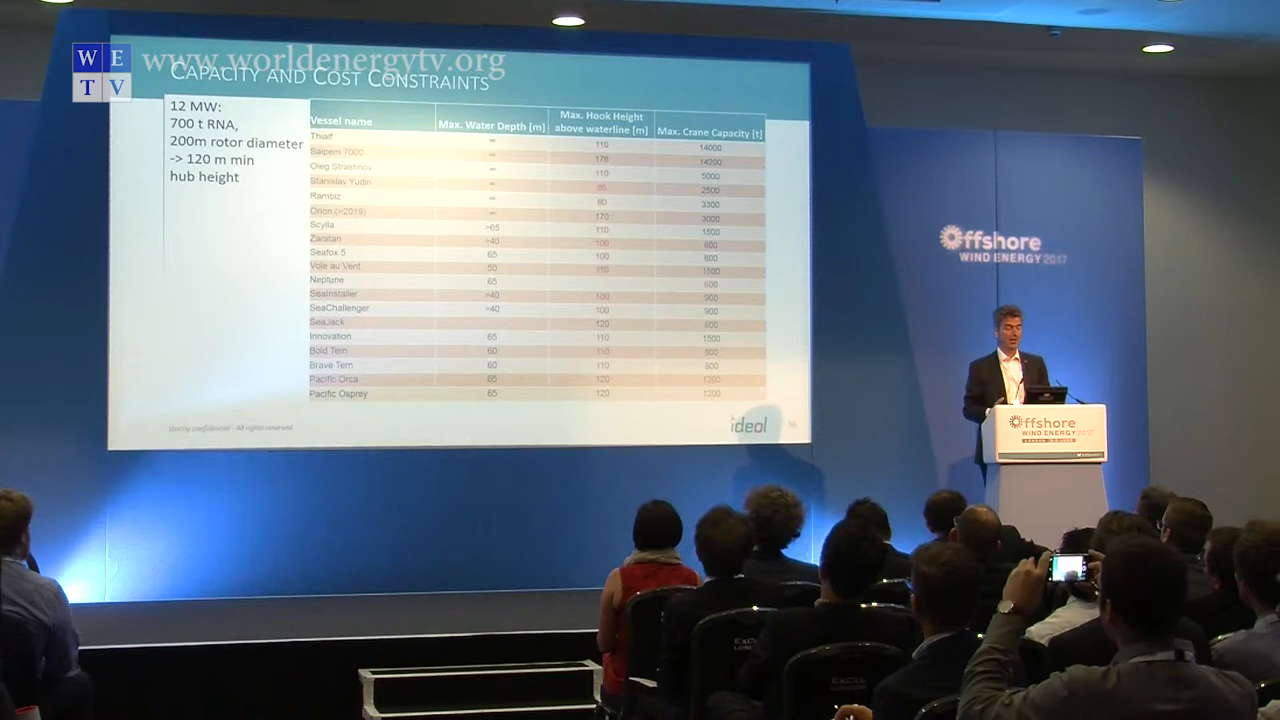 WE
TV
www.worldenergytv.org
CAPACITY AND COST CONSTRAINTS
12 MW:
700 t RNA,
200m rotor diameter
-> 120 m min
hub height
Vessel name Max. Water Depth [m] Max. Hook Height above waterline [m] Max. Crane Capacity [t]
Thialf ∞ 110 14000
Saipem 7000 ∞ 176 14200
Oleg Strashnov ∞ 110 5000
Stanislav Yudin ∞ 2500
Rambiz ∞ 80 3300
Orion (>2019) ∞ 170 3000
Scylla >65 110 1500
Zaratan >40 100 800
Seafox 5 65 100 800
Vole au Vent 50 110 1500
Neptune 65 600
SeaInstaller >40 100 900
SeaChallenger >40 100 900
SeaJack 120 800
Innovation 65 110 1500
Bold Tern 60 110 800
Brave Tern 60 110 800
Pacific Orca 65 120 1200
Pacific Osprey 65 120 1200
Strictly confidential - All rights reserved
ideol
Offshore
WIND ENERGY 2017
Offshore
WIND ENERGY 2017